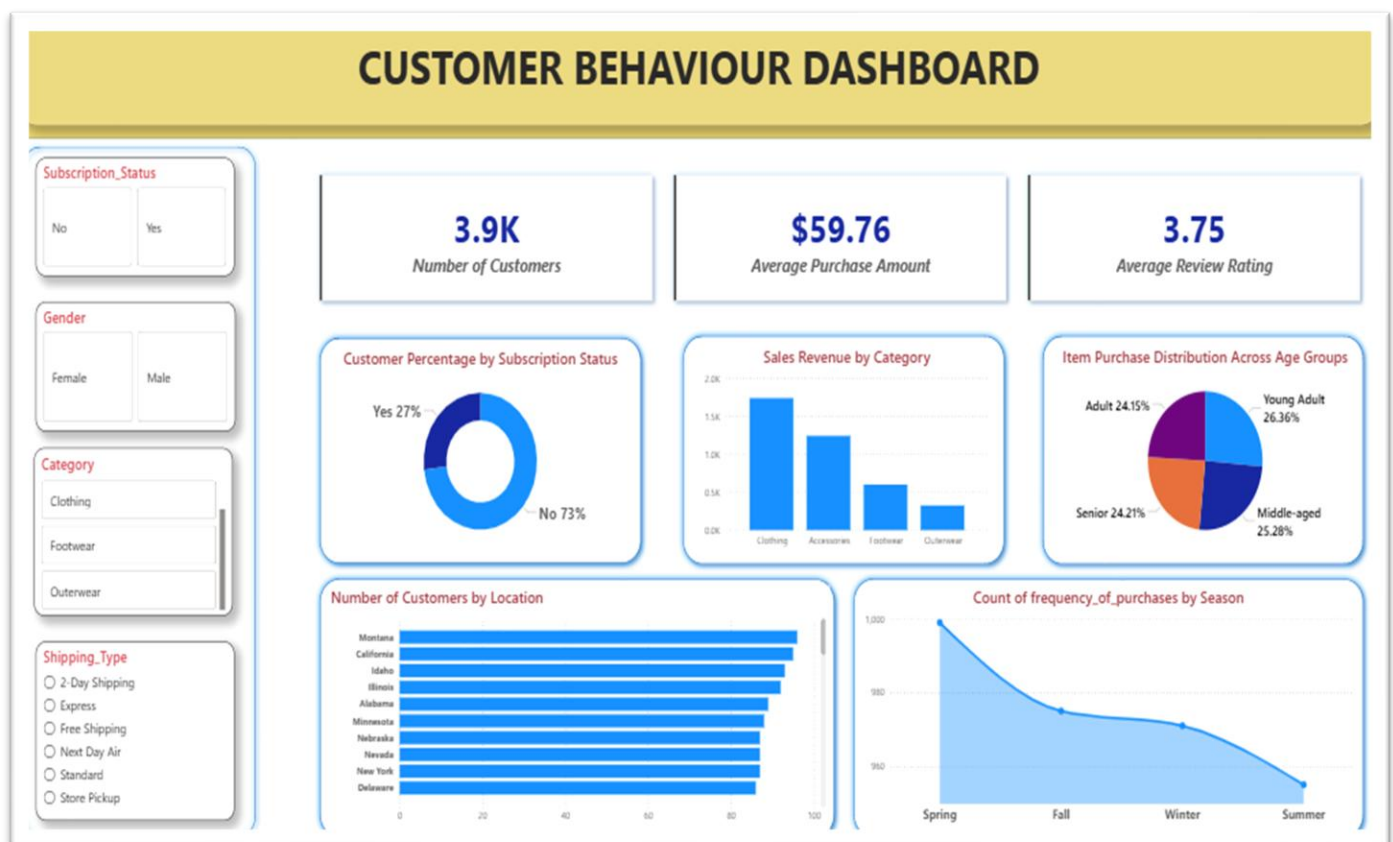 CUSTOMER BEHAVIOUR DASHBOARD
Subscription_Status
No
Yes
Gender
Female
Male
Category
Clothing
Footwear
Outerwear
Shipping_Type
2-Day Shipping
Express
Free Shipping
Next Day Air
Standard
Store Pickup
3.9K
Number of Customers
$59.76
Average Purchase Amount
3.75
Average Review Rating
Customer Percentage by Subscription Status
Yes 27%
No 73%
Sales Revenue by Category
2.0K
1.5K
1.0K
0.5K
0.0K
Clothing
Accessories
Footwear
Outerwear
Item Purchase Distribution Across Age Groups
Adult 24.15%
Young Adult
26.36%
Senior 24.21%
Middle-aged
25.28%
Number of Customers by Location
Montana
California
Idaho
Illinois
Alabama
Minnesota
Nebraska
Nevada
New York
Delaware
0
20
40
60
80
100
Count of frequency_of_purchases by Season
1,000
980
960
Spring
Fall
Winter
Summer